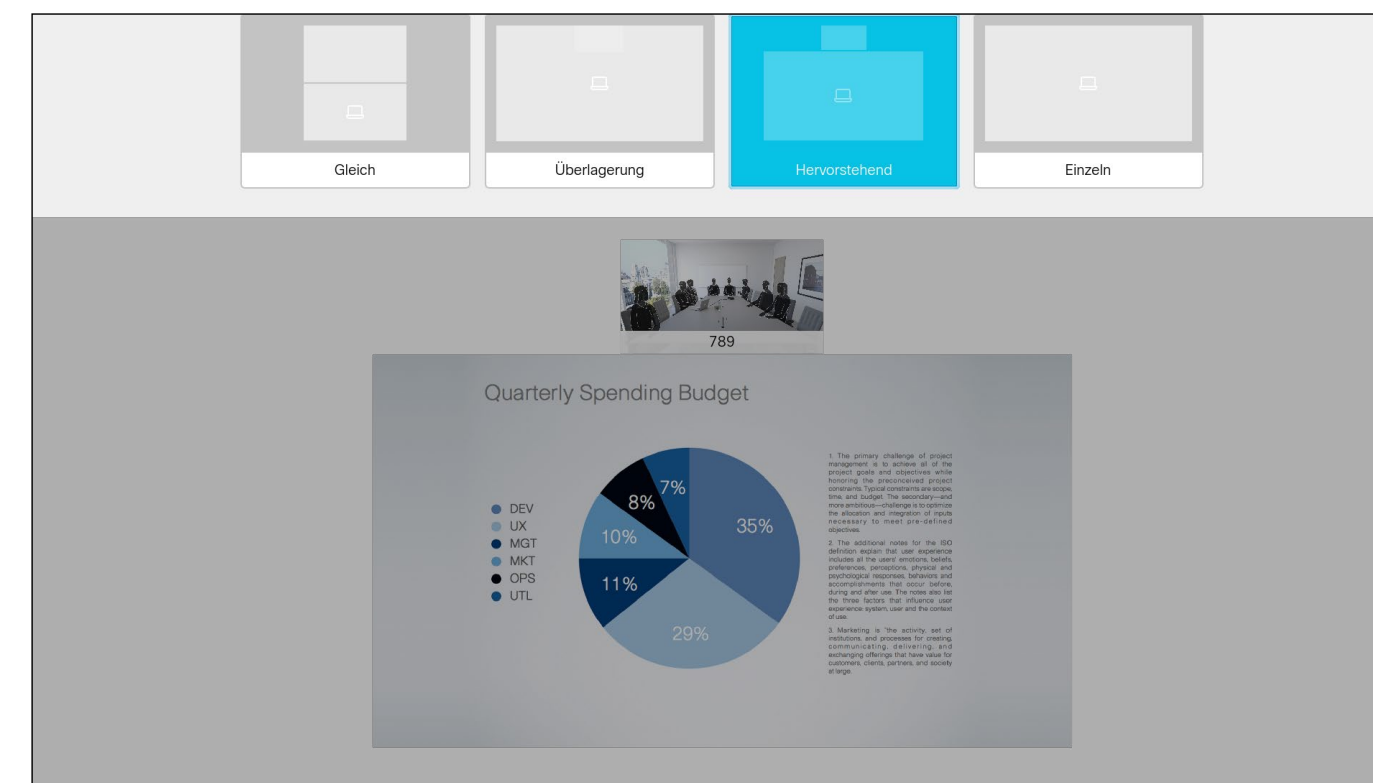 Gleich
Überlagerung
Hervorstehend
Einzeln
789
Quarterly Spending Budget
DEV
UX
MGT
MKT
OPS
UTL
35%
29%
11%
10%
8%
7%
1. The primary challenge of project
management is to achieve all of the
project goals and objectives while
honoring the preconceived project
constraints. Typical constraints are scope,
time, and budget. The secondary—and
more ambitious—challenge is to optimize
the allocation and integration of inputs
necessary to meet pre-defined
objectives.
2. The additional notes for the ISO
definition explain that user experience
includes all the users' emotions, beliefs,
preferences, perceptions, physical and
psychological responses, behaviors and
accomplishments that occur before,
during and after use. The notes also list
the three factors that influence user
experience: system, user and the context
of use.
3. Marketing is "the activity, set of
institutions, and processes for creating,
communicating, delivering, and
exchanging offerings that have value for
customers, clients, partners, and society
at large.